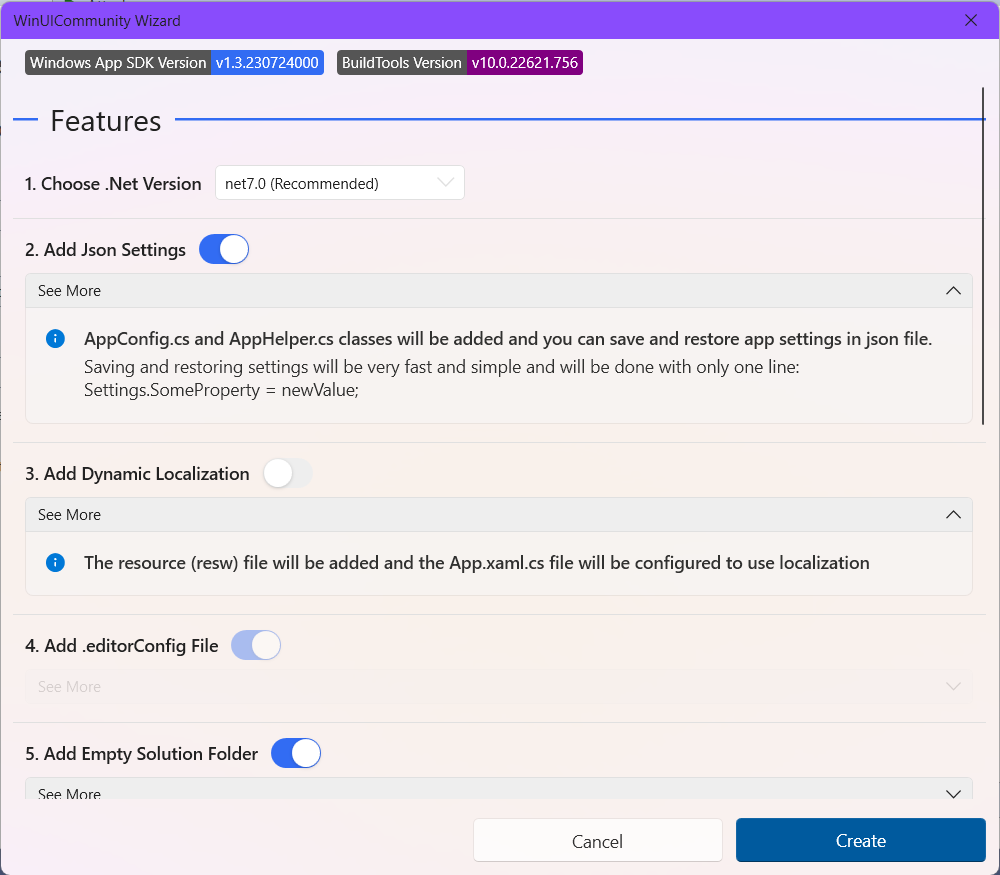 WinUICommunity Wizard
Windows App SDK Version v1.3.230724000 BuildTools Version v10.0.22621.756
Features
1. Choose .Net Version net7.0 (Recommended)
2. Add Json Settings
See More
AppConfig.cs and AppHelper.cs classes will be added and you can save and restore app settings in json file.
Saving and restoring settings will be very fast and simple and will be done with only one line:
Settings.SomeProperty = newValue;
3. Add Dynamic Localization
See More
The resource (resw) file will be added and the App.xaml.cs file will be configured to use localization
4. Add .editorConfig File
See More
5. Add Empty Solution Folder
See More
Cancel Create